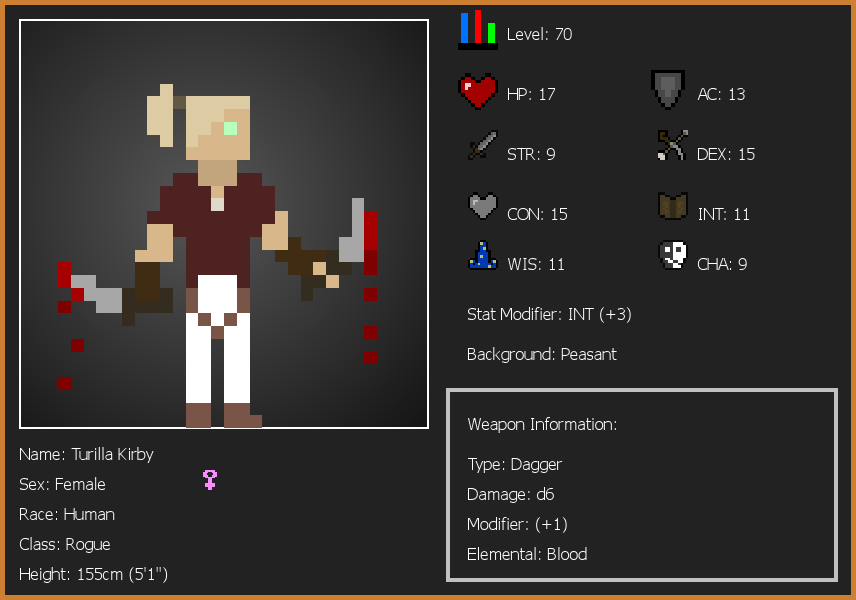 Level: 70
HP: 17
AC: 13
STR: 9
DEX: 15
CON: 15
INT: 11
WIS: 11
CHA: 9
Stat Modifier: INT (+3)
Background: Peasant
Weapon Information:
Type: Dagger
Damage: d6
Modifier: (+1)
Elemental: Blood
Name: Turilla Kirby
Sex: Female
Race: Human
Class: Rogue
Height: 155cm (5'1")